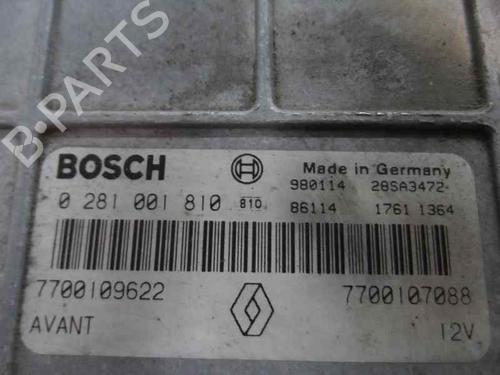 B-PARTS
BOSCH
Made in Germany
980114 28SA3472-
0 281 001 810 810
86114 1761 1364
7700109622 7700107088
AVANT 12V